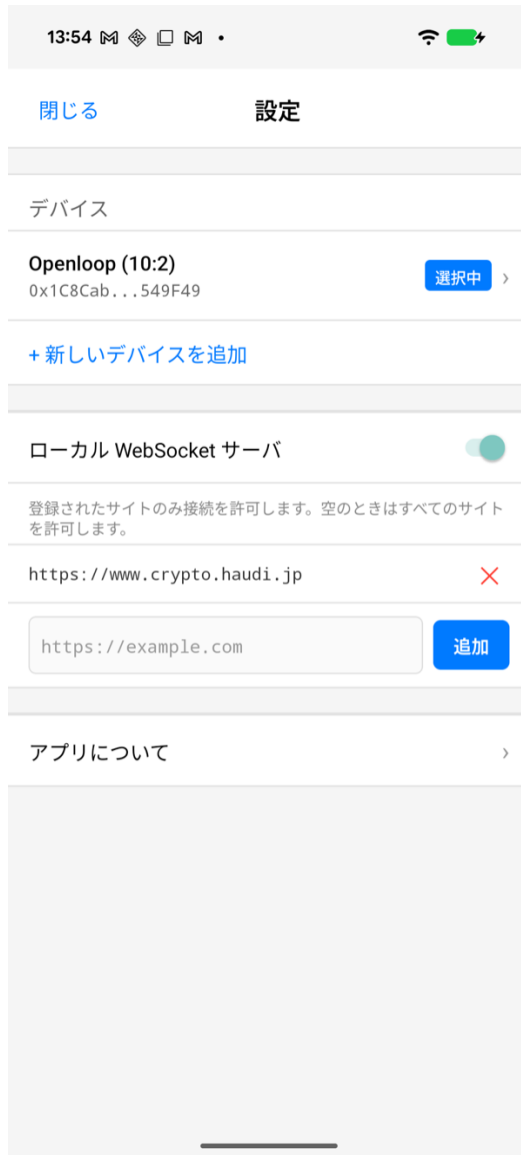 13:54
閉じる
設定
デバイス
Openloop (10:2)
0x1C8Cab...549F49
選択中
+ 新しいデバイスを追加
ローカル WebSocket サーバ
登録されたサイトのみ接続を許可します。空のときはすべてのサイト
を許可します。
https://www.crypto.haudi.jp
https://example.com
追加
アプリについて